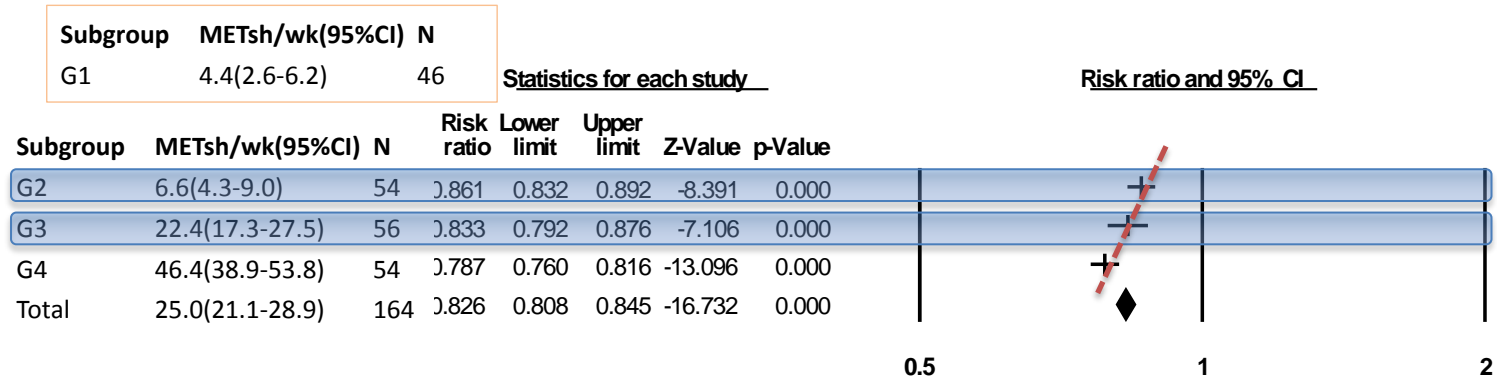 Subgroup METsh/wk(95%CI) N
G1 4.4(2.6-6.2) 46
Statistics for each study
Risk ratio and 95% CI
Subgroup METsh/wk(95%CI) N Risk ratio Lower limit Upper limit Z-Value p-Value
G2 6.6(4.3-9.0) 54 0.861 0.832 0.892 -8.391 0.000
G3 22.4(17.3-27.5) 56 0.833 0.792 0.876 -7.106 0.000
G4 46.4(38.9-53.8) 54 0.787 0.760 0.816 -13.096 0.000
Total 25.0(21.1-28.9) 164 0.826 0.808 0.845 -16.732 0.000
0.5 1 2